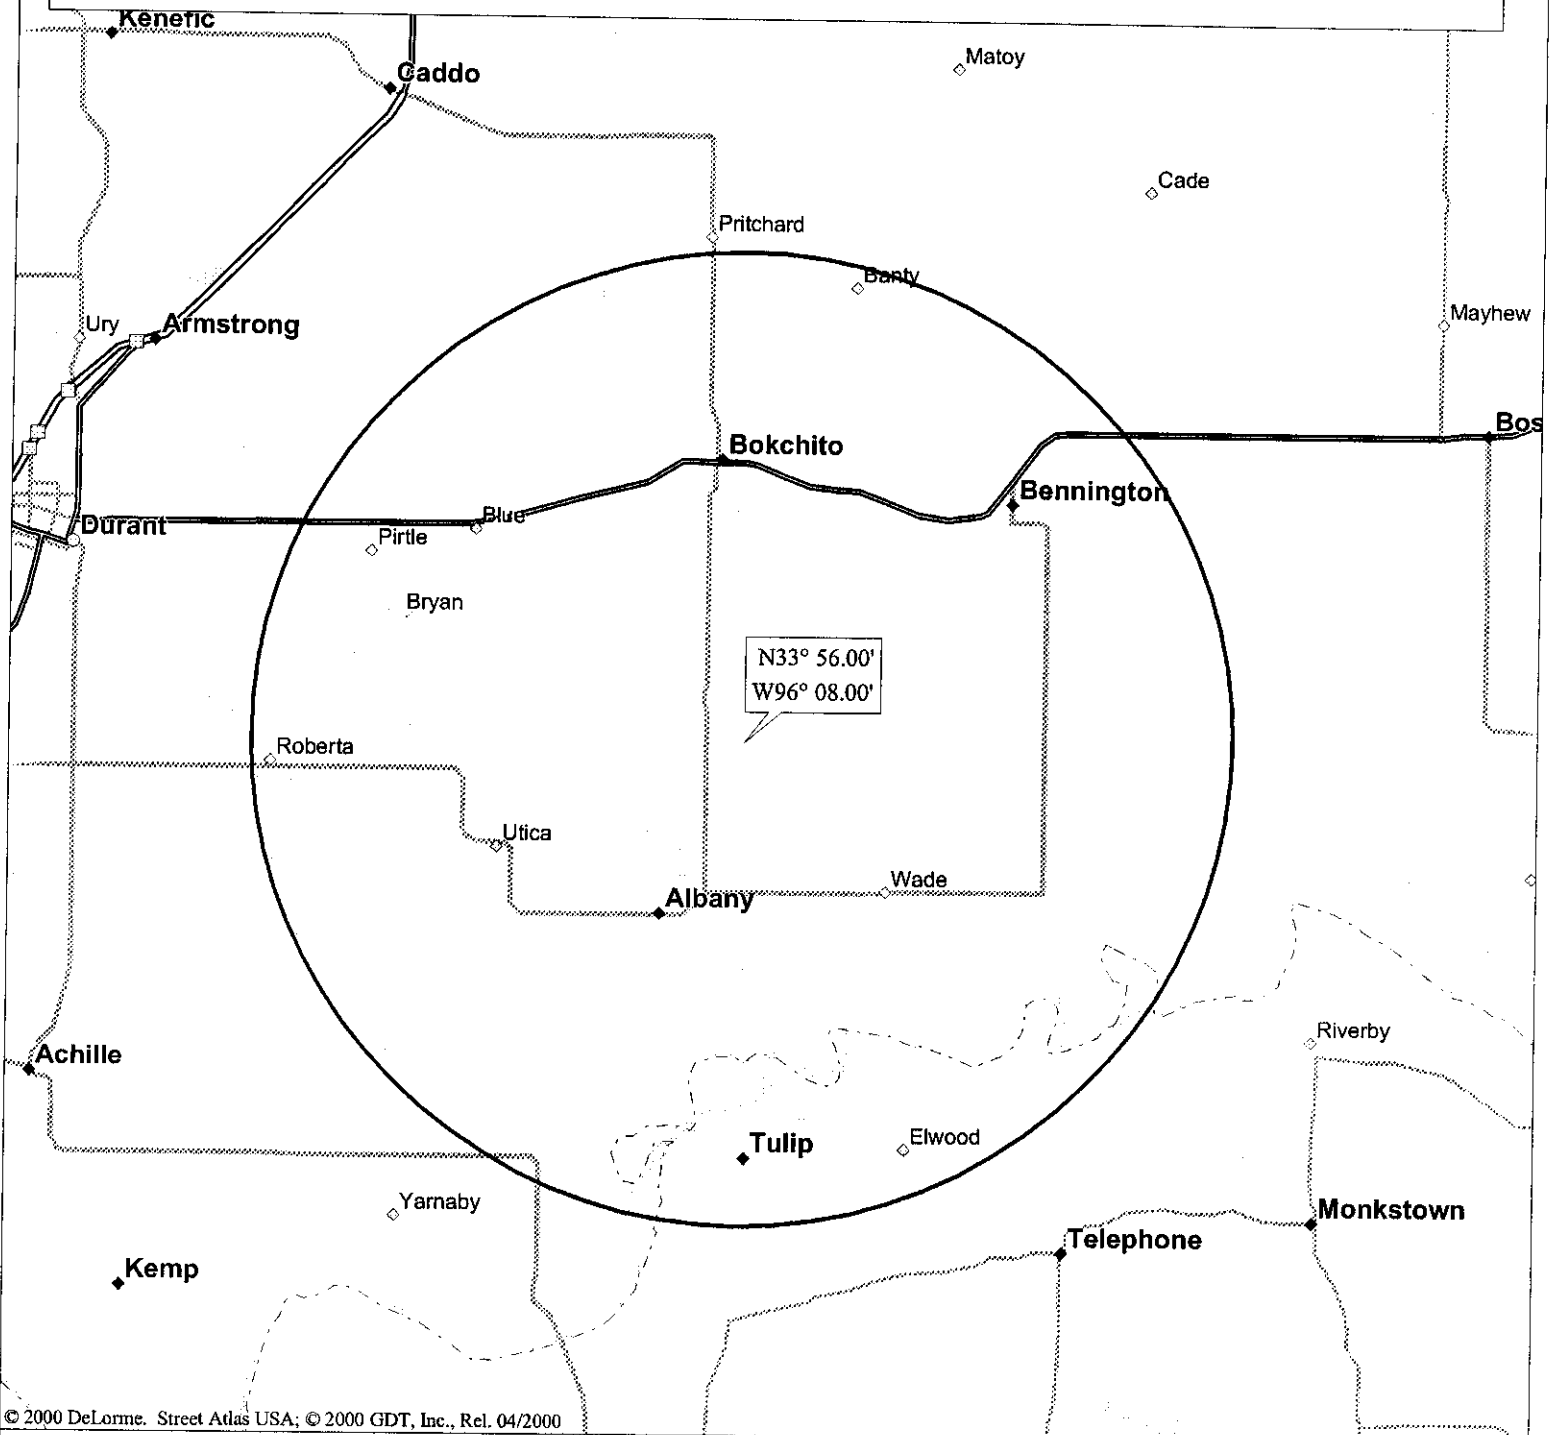 Kenefic
Matoy
Caddo
Cade
Pritchard
Banty
Mayhew
Ury
Armstrong
Bos
Bokchito
Bennington
Blue
Durant
Pirtle
Bryan
N33° 56.00'
W96° 08.00'
Roberta
Utica
Wade
Albany
Riverby
Achille
Elwood
Tulip
Yarnaby
Monkstown
Telephone
Kemp
© 2000 DeLorme. Street Atlas USA; © 2000 GDT, Inc., Rel. 04/2000